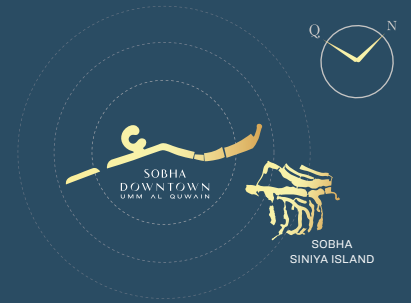 Q N
SOBHA
DOWNTOWN
UMM AL QUWAIN
SOBHA
SINIYA ISLAND